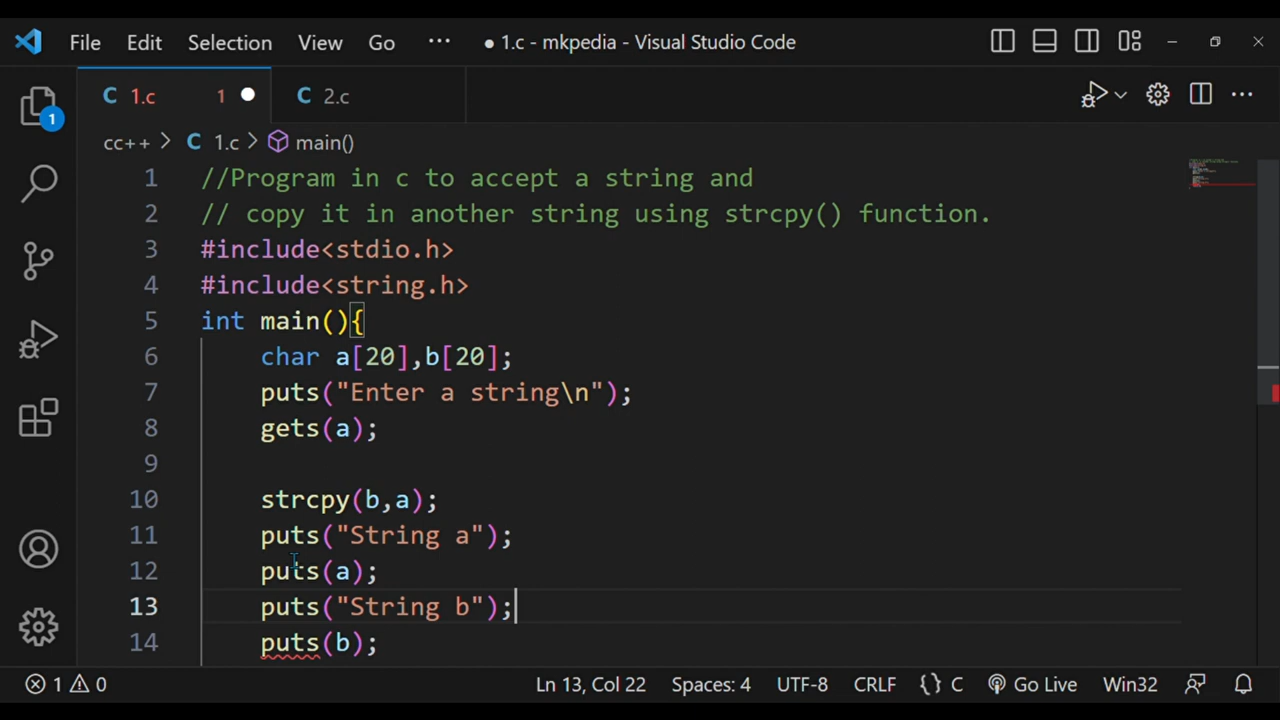 File Edit Selection View Go ··· ● 1.c - mkpedia - Visual Studio Code
C 1.c 1 ● C 2.c
1
cc++ > C 1.c > main()
1 //Program in c to accept a string and
2 // copy it in another string using strcpy() function.
3 #include<stdio.h>
4 #include<string.h>
5 int main(){
6 char a[20],b[20];
7 puts("Enter a string\n");
8 gets(a);
9
10 strcpy(b,a);
11 puts("String a");
12 puts(a);
13 puts("String b");
14 puts(b);
1 0 Ln 13, Col 22 Spaces: 4 UTF-8 CRLF {} C Go Live Win32